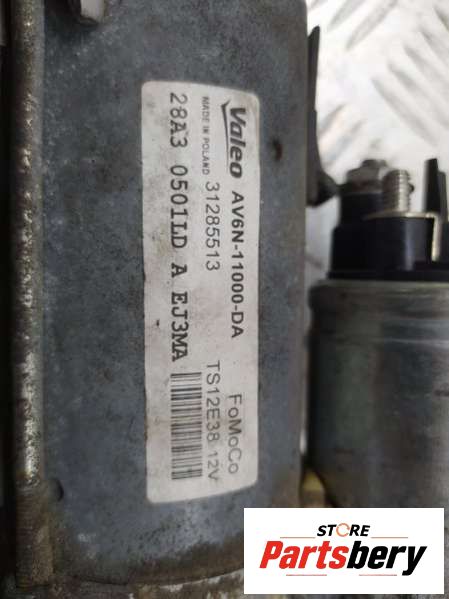 Valeo AV6N-11000-DA FoMoCo
MADE IN POLAND 31285513 TS12E38 12V
28A3 0501LD A EJ3MA
STORE
Partsbery